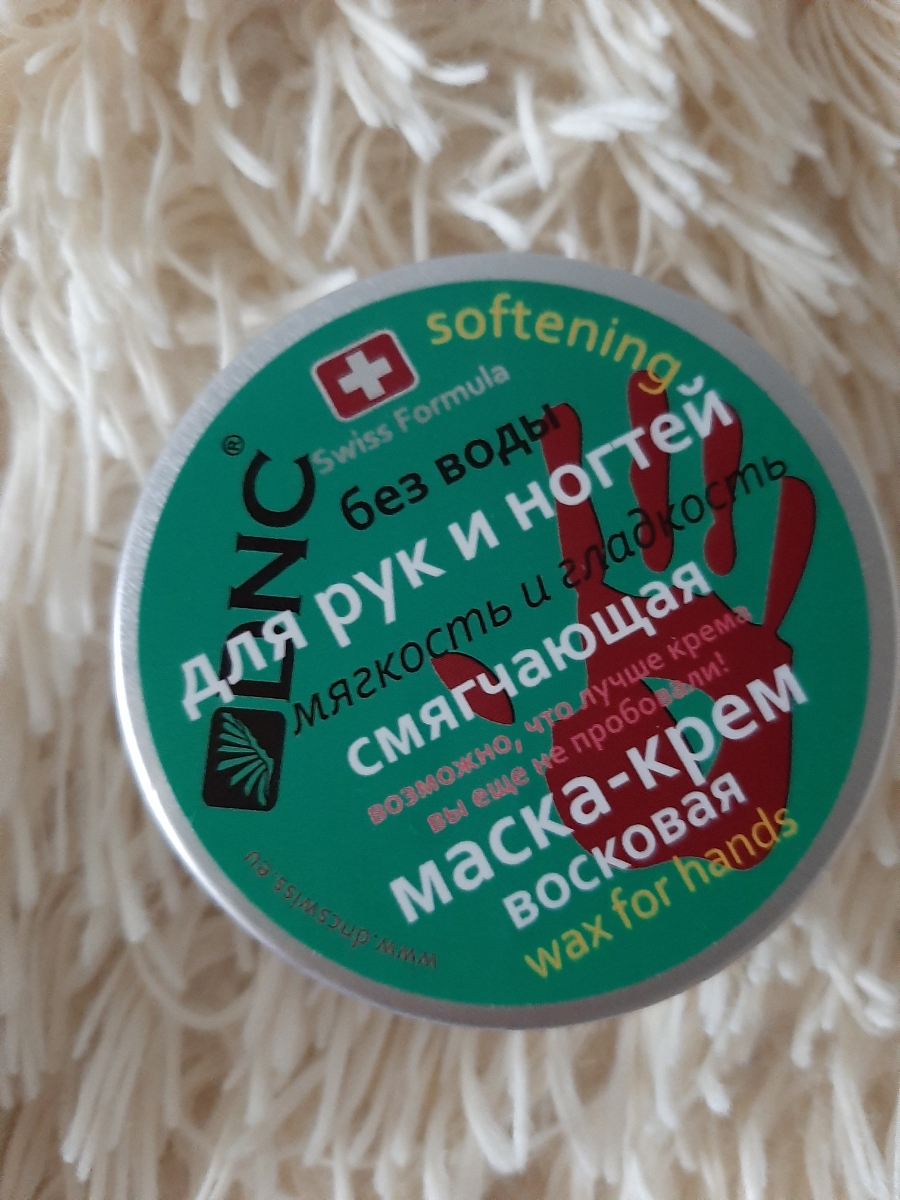 softening
Swiss Formula
DNC®
без воды
для рук и ногтей
мягкость и гладкость
смягчающая
возможно, что лучше крема
вы еще не пробовали!
маска-крем
восковая
wax for hands
www.dncswiss.eu